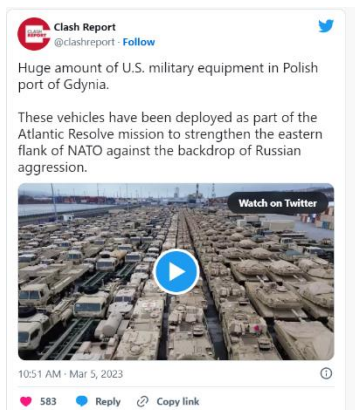 Clash Report
@clashreport · Follow
Huge amount of U.S. military equipment in Polish
port of Gdynia.
These vehicles have been deployed as part of the
Atlantic Resolve mission to strengthen the eastern
flank of NATO against the backdrop of Russian
aggression.
Watch on Twitter
10:51 AM · Mar 5, 2023
583 Reply Copy link